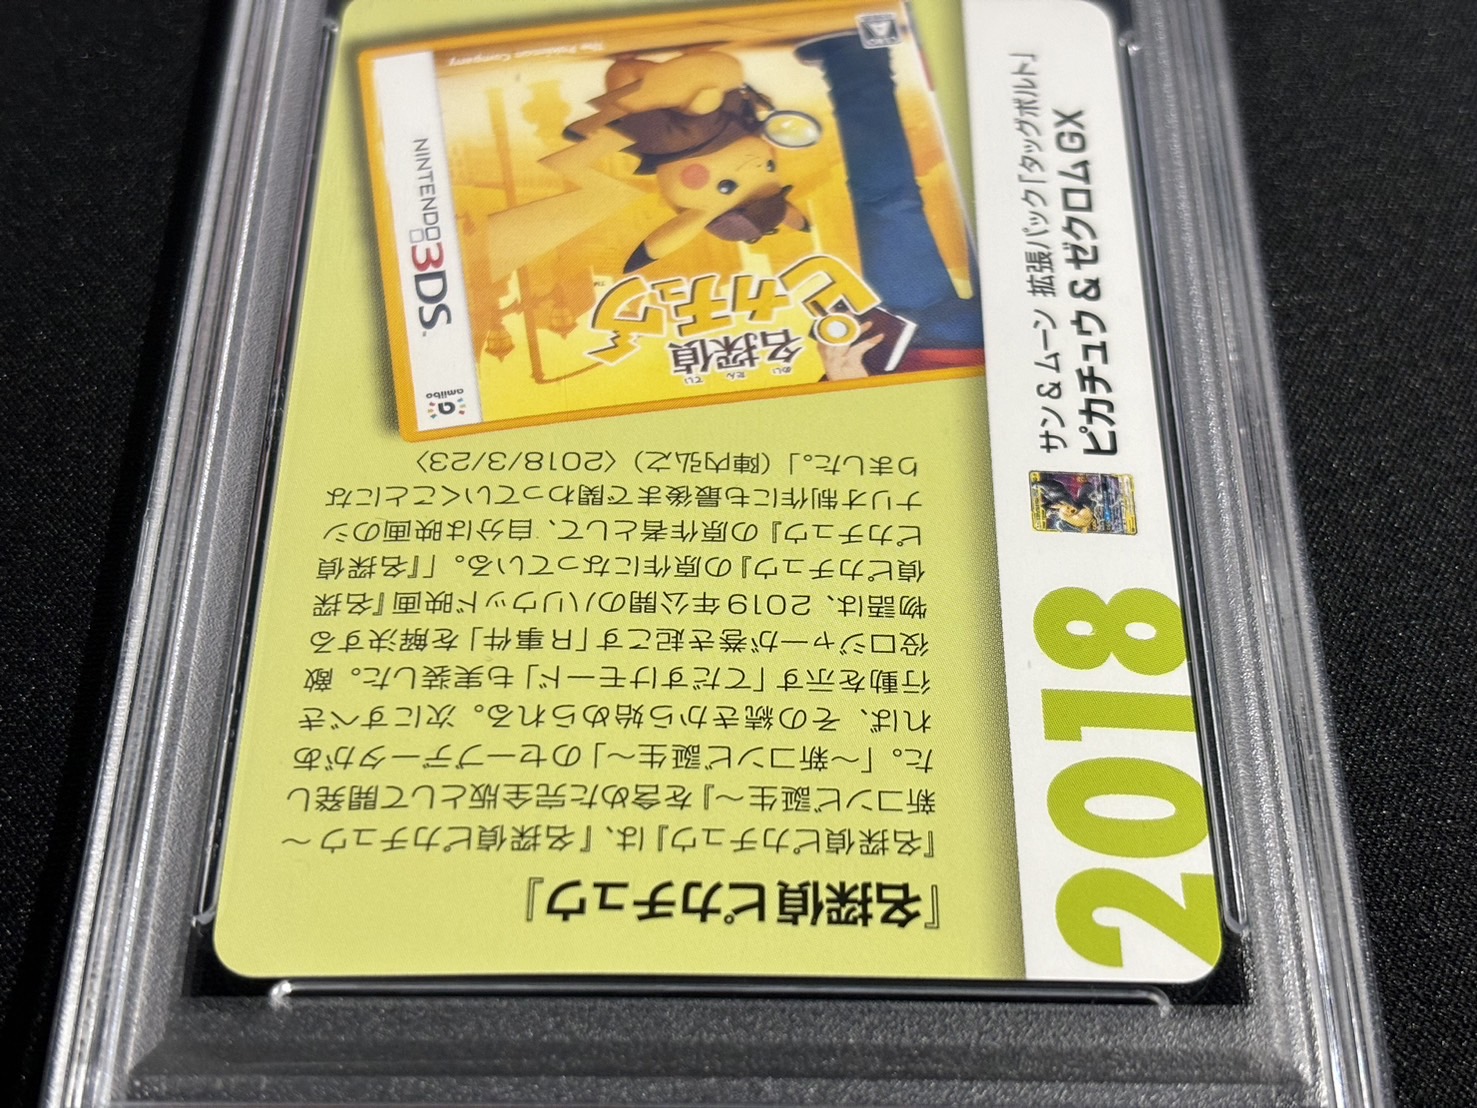 2018
サン&ムーン 拡張パック「タッグボルト」
ピカチュウ&ゼクロムGX
『名探偵ピカチュウ』
『名探偵ピカチュウ』は、『名探偵ピカチュウ ~
新コンビ誕生~』を含めた完全版として開発し
た。「~新コンビ誕生~」のセーブデータがあ
れば、その続きから始められる。次にすべき
行動を示す「てだすけモード」も実装した。敵
役ロジャーが巻き起こす「R事件」を解決する
物語は、2019年公開のハリウッド映画『名探
偵ピカチュウ』の原作になっている。「『名探偵
ピカチュウ』の原作者として、自分は映画のシ
ナリオ制作にも最後まで関わっていくことにな
りました。」(陣内弘之)〈2018/3/23〉
NINTENDO 3DS™
amiibo
The Pokémon Company
めい たん てい
名探偵
ピカチュウ
™